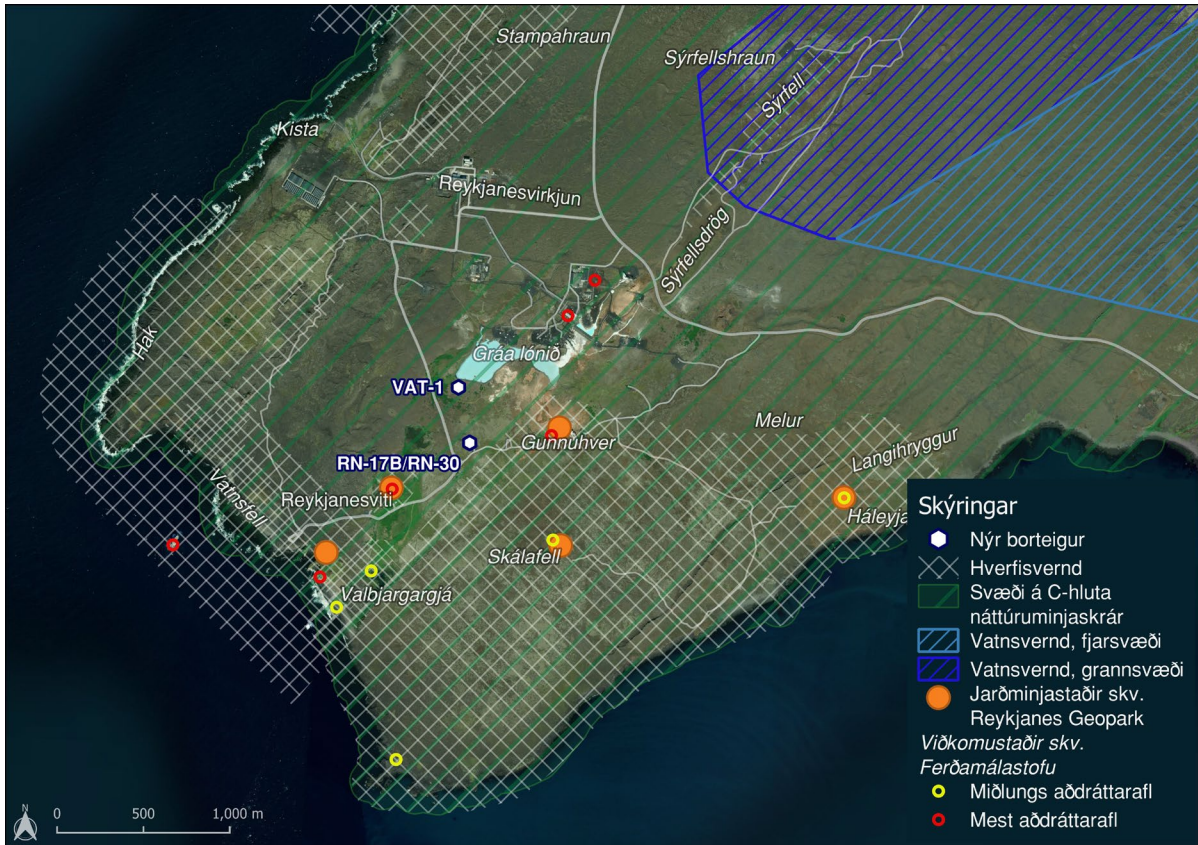 Stampahraun
Sýrfellshraun
Sýrfell
Kista
Reykjanesvirkjun
Sýrfellsdrög
Hak
Gráa lónið
VAT-1
Melur
Gunnuhver
Langihryggur
RN-17B/RN-30
Vatnsfell
Reykjanesviti
Háleyja
Skálafell
Valbjargargjá
Skýringar
Nýr borteigur
Hverfisvernd
Svæði á C-hluta
náttúruminjaskrár
Vatnsvernd, fjarsvæði
Vatnsvernd, grannsvæði
Jarðminjastaðir skv.
Reykjanes Geopark
Viðkomustaðir skv.
Ferðamálastofu
Miðlungs aðdráttarafl
Mest aðdráttarafl
N
0 500 1,000 m